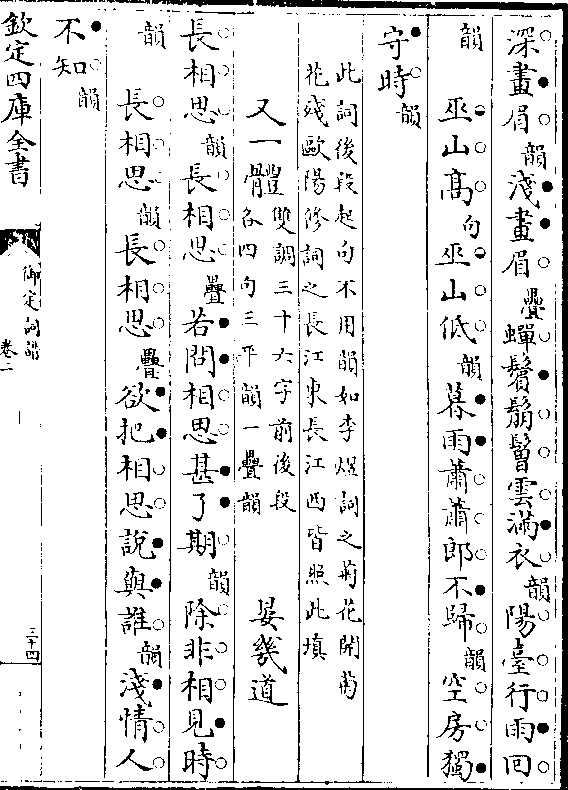 深畫眉韻淺畫眉疊蟬鬢鬅鬙雲滿衣韻陽臺行雨回
韻巫山高句巫山低韻暮雨蕭蕭郎不歸韻空房獨
守時韻
此詞後段起句不用韻如李煜詞之菊花開菊
花殘歐陽修詞之長江東長江西皆照此填
又一體雙調三十六字前後段
各四句三平韻一疊韻
晏幾道
長相思韻長相思疊若問相思甚了期韻除非相見時
韻長相思韻長相思疊欲把相思說與誰韻淺情人
不知韻
欽定四庫全書
御定詞譜
卷二
三十四